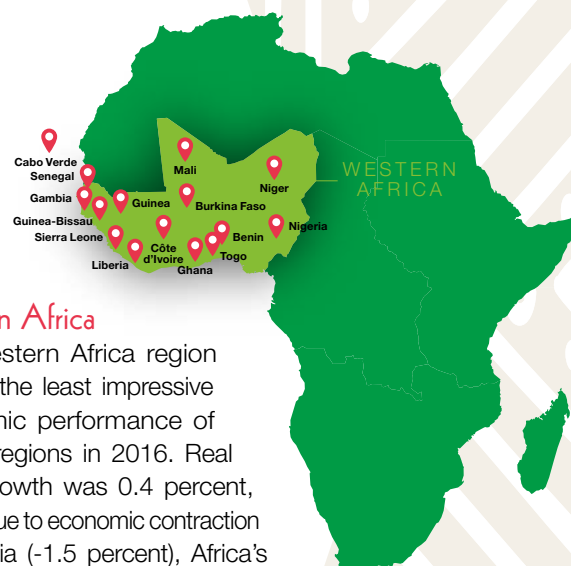 Cabo Verde
Senegal
Gambia
Guinea-Bissau
Sierra Leone
Liberia
Guinea
Mali
Burkina Faso
Niger
Nigeria
Benin
Togo
Ghana
Côte
d’Ivoire
WESTERN
AFRICA
n Africa
estern Africa region
the least impressive
nic performance of
regions in 2016. Real
owth was 0.4 percent,
ue to economic contraction
ia (-1.5 percent), Africa’s